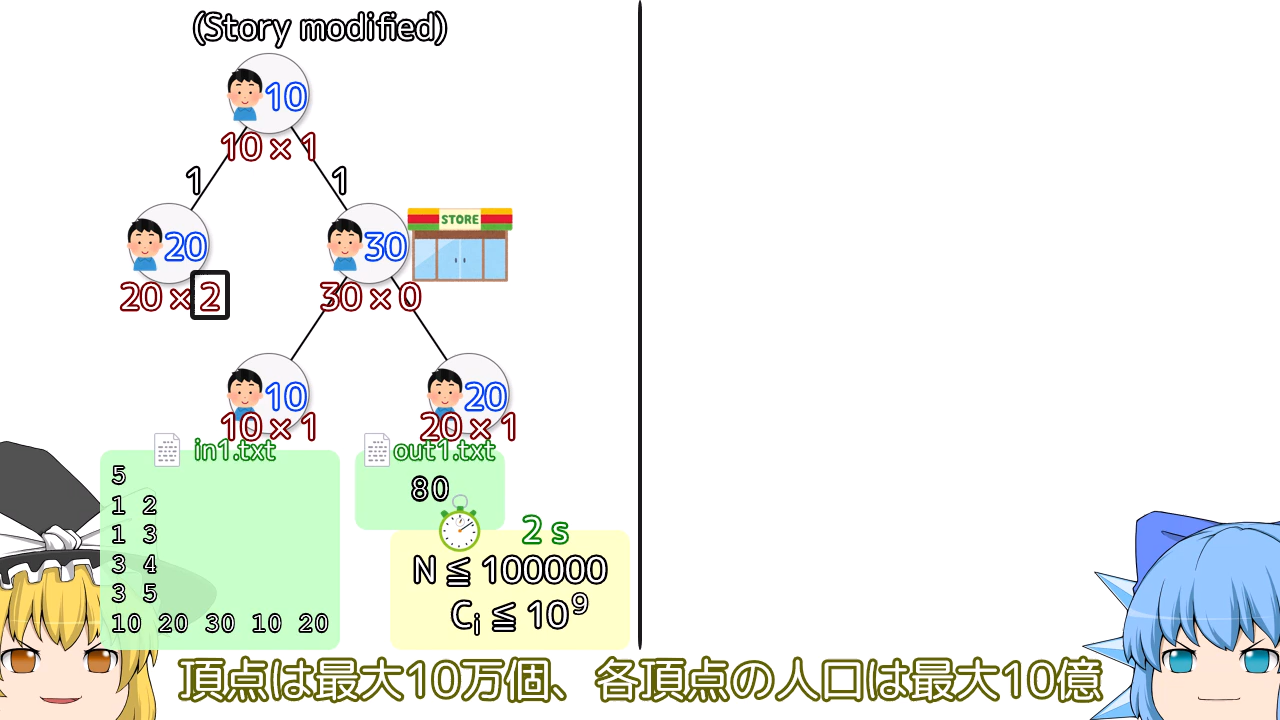 (Story modified)
10
10×1
1
1
20
30
STORE
20×2
30×0
10
20
10×1
20×1
in1.txt
5
1 2
1 3
3 4
3 5
10 20 30 10 20
out1.txt
80
2 s
N ≦ 100000
Cᵢ ≦ 10⁹
頂点は最大10万個、各頂点の人口は最大10億